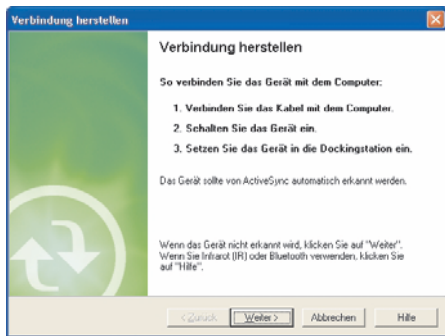 Verbindung herstellen
Verbindung herstellen
So verbinden Sie das Gerät mit dem Computer:
1. Verbinden Sie das Kabel mit dem Computer.
2. Schalten Sie das Gerät ein.
3. Setzen Sie das Gerät in die Dockingstation ein.
Das Gerät sollte von ActiveSync automatisch erkannt werden.
Wenn das Gerät nicht erkannt wird, klicken Sie auf "Weiter".
Wenn Sie Infrarot (IR) oder Bluetooth verwenden, klicken Sie
auf "Hilfe".
< Zurück Weiter > Abbrechen Hilfe